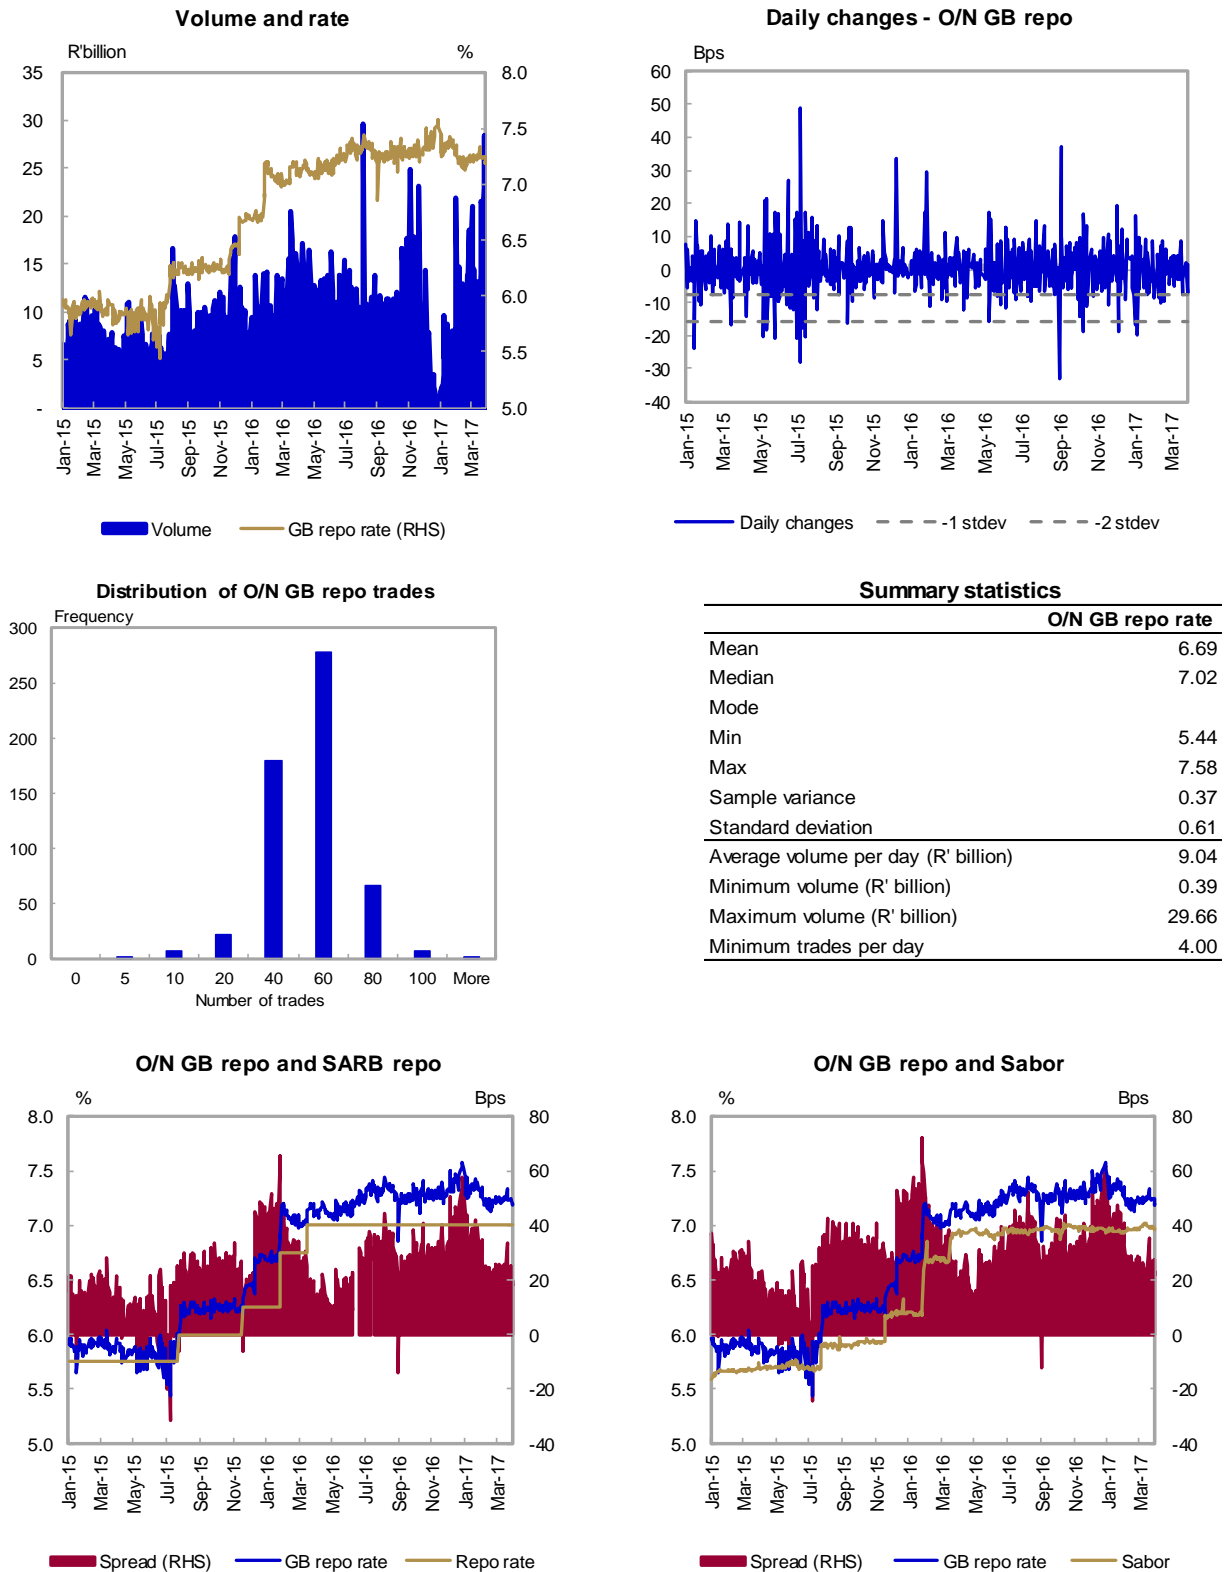 Volume and rate
R'billion %
35 8.0
30 7.5
25 7.0
20
15 6.5
10 6.0
5 5.5
- 5.0
Jan-15 Mar-15 May-15 Jul-15 Sep-15 Nov-15 Jan-16 Mar-16 May-16 Jul-16 Sep-16 Nov-16 Jan-17 Mar-17
Volume GB repo rate (RHS)
Daily changes - O/N GB repo
Bps
60
50
40
30
20
10
0
-10
-20
-30
-40
Jan-15 Mar-15 May-15 Jul-15 Sep-15 Nov-15 Jan-16 Mar-16 May-16 Jul-16 Sep-16 Nov-16 Jan-17 Mar-17
Daily changes -1 stdev -2 stdev
Distribution of O/N GB repo trades
Frequency
300
250
200
150
100
50
0
0 5 10 20 40 60 80 100 More
Number of trades
Summary statistics
O/N GB repo rate
Mean 6.69
Median 7.02
Mode
Min 5.44
Max 7.58
Sample variance 0.37
Standard deviation 0.61
Average volume per day (R' billion) 9.04
Minimum volume (R' billion) 0.39
Maximum volume (R' billion) 29.66
Minimum trades per day 4.00
O/N GB repo and SARB repo
% Bps
8.0 80
7.5 60
7.0 40
6.5 20
6.0 0
5.5 -20
5.0 -40
Jan-15 Mar-15 May-15 Jul-15 Sep-15 Nov-15 Jan-16 Mar-16 May-16 Jul-16 Sep-16 Nov-16 Jan-17 Mar-17
Spread (RHS) GB repo rate Repo rate
O/N GB repo and Sabor
% Bps
8.0 80
7.5 60
7.0 40
6.5 20
6.0 0
5.5 -20
5.0 -40
Jan-15 Mar-15 May-15 Jul-15 Sep-15 Nov-15 Jan-16 Mar-16 May-16 Jul-16 Sep-16 Nov-16 Jan-17 Mar-17
Spread (RHS) GB repo rate Sabor